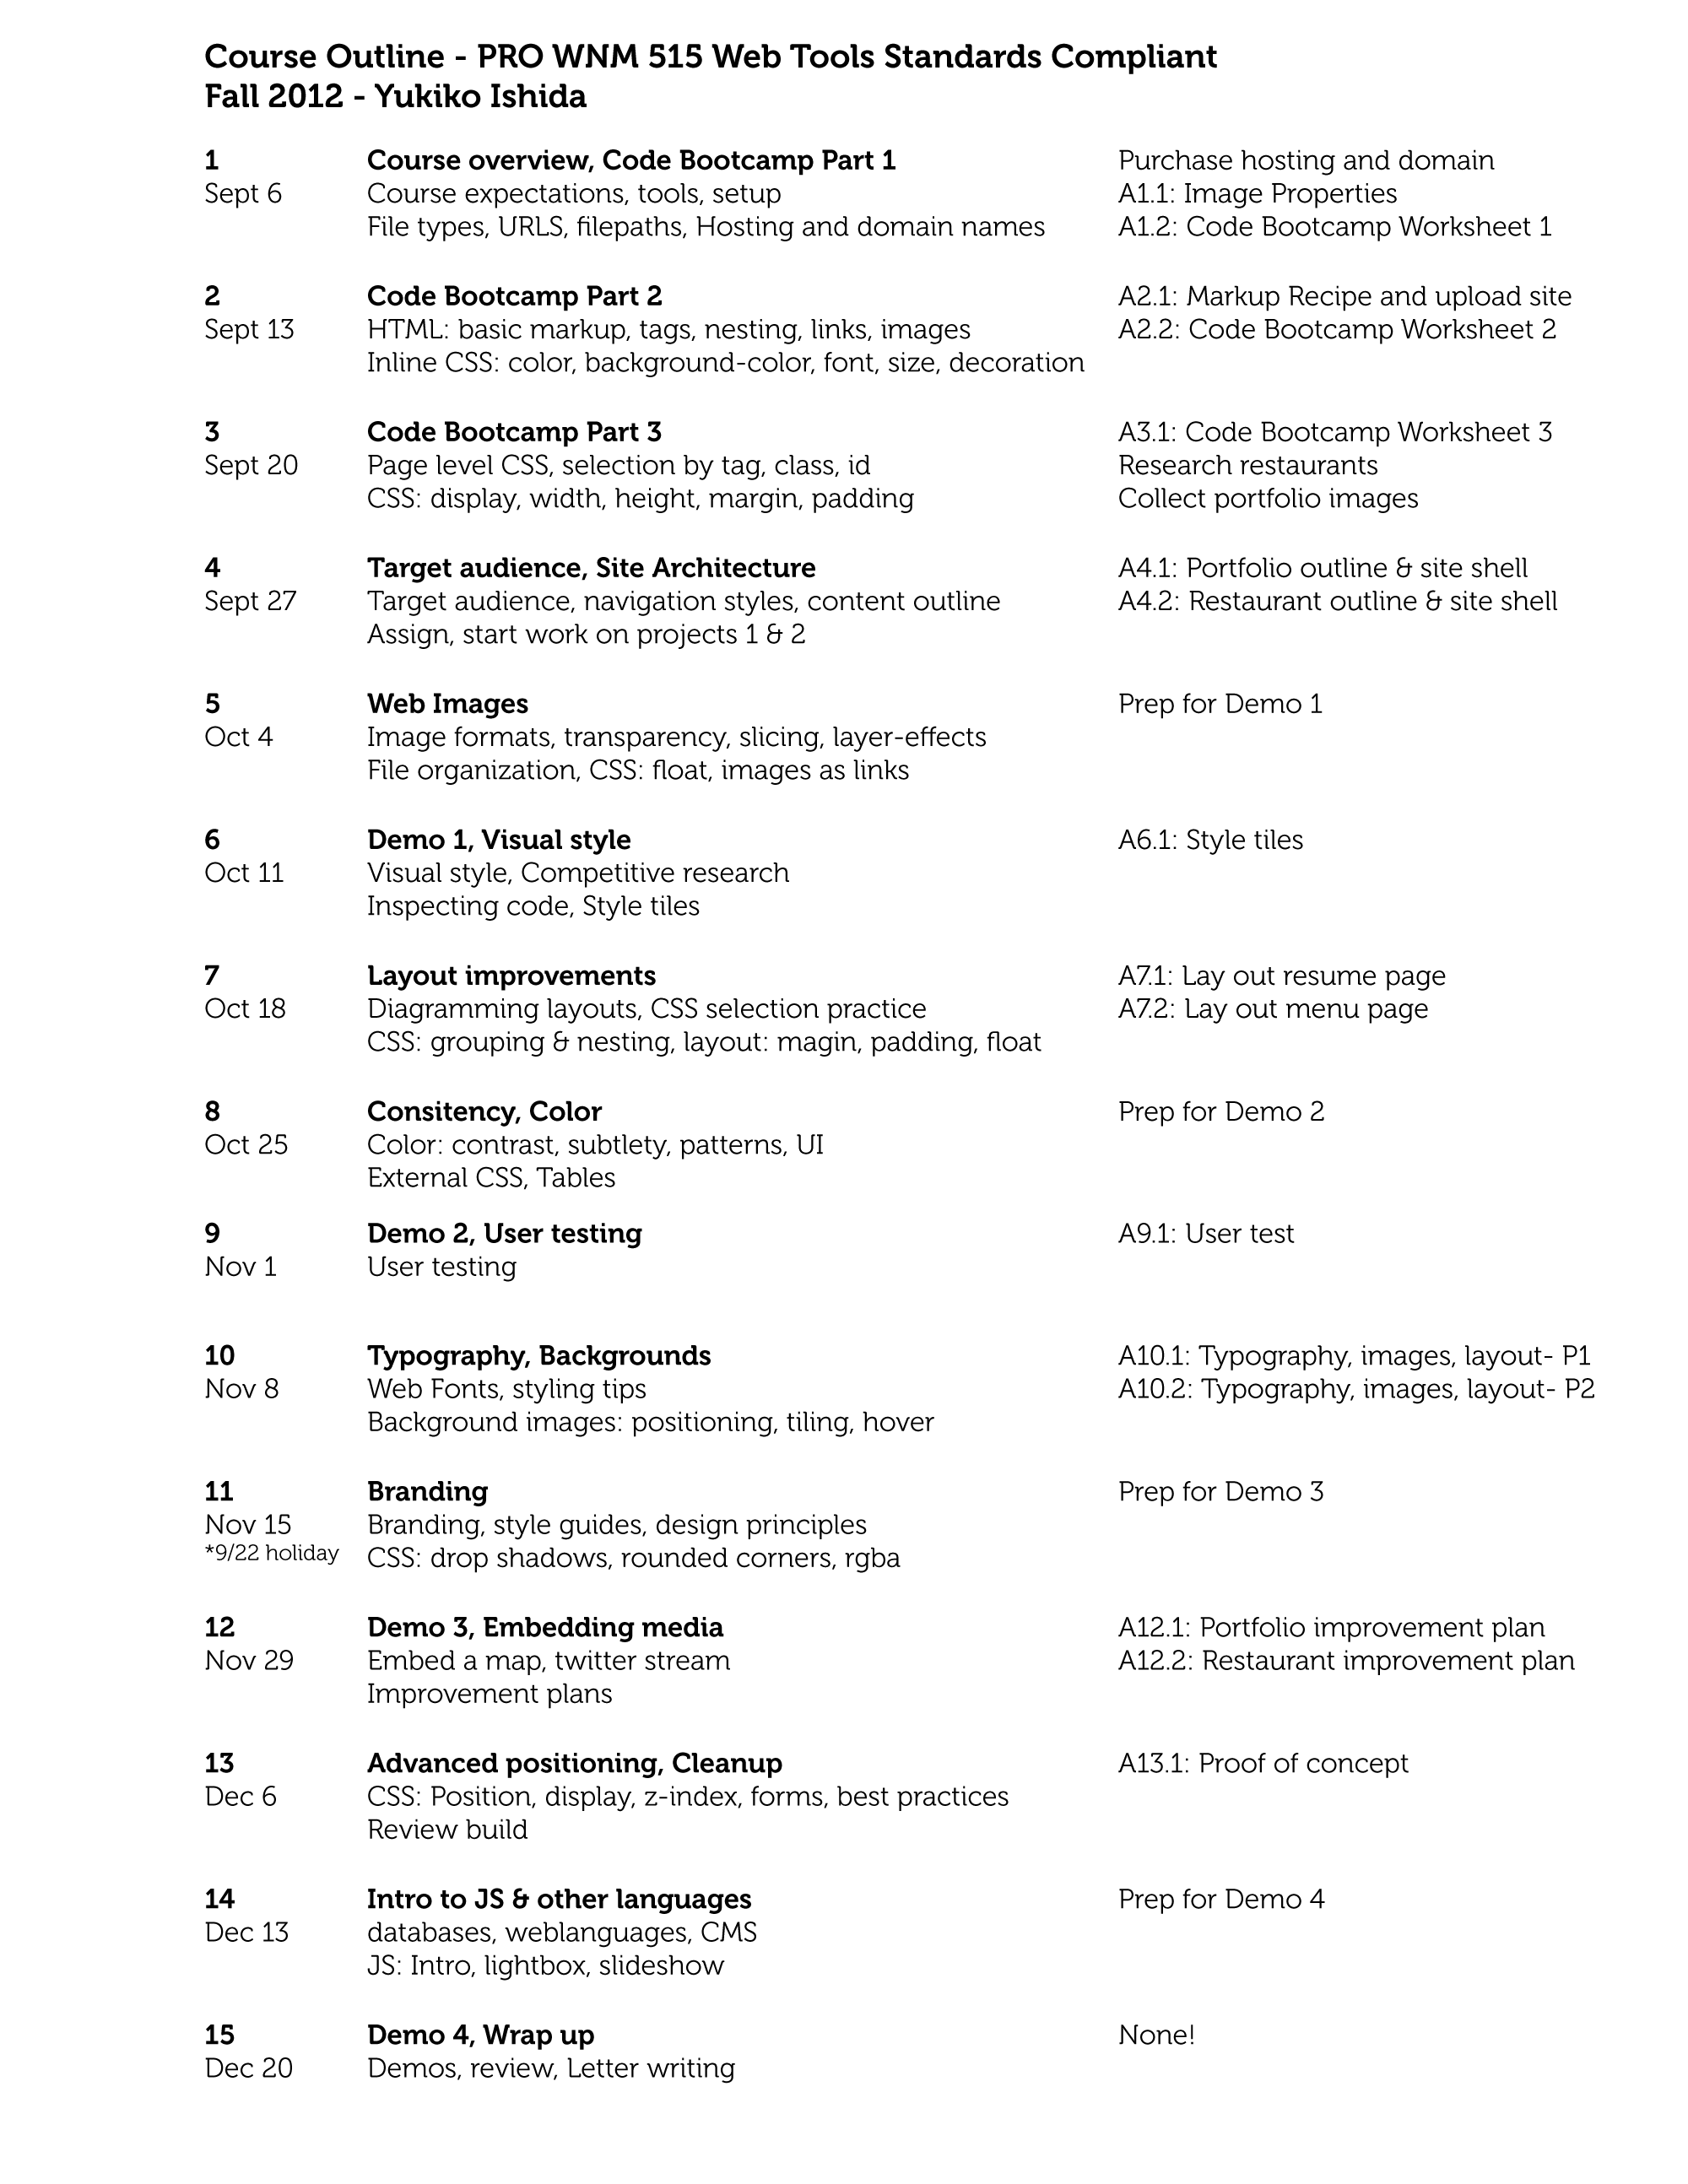 Course Outline - PRO WNM 515 Web Tools Standards Compliant
Fall 2012 - Yukiko Ishida
1 Course overview, Code Bootcamp Part 1 Purchase hosting and domain
Sept 6 Course expectations, tools, setup A1.1: Image Properties
File types, URLS, filepaths, Hosting and domain names A1.2: Code Bootcamp Worksheet 1
2 Code Bootcamp Part 2 A2.1: Markup Recipe and upload site
Sept 13 HTML: basic markup, tags, nesting, links, images A2.2: Code Bootcamp Worksheet 2
Inline CSS: color, background-color, font, size, decoration
3 Code Bootcamp Part 3 A3.1: Code Bootcamp Worksheet 3
Sept 20 Page level CSS, selection by tag, class, id Research restaurants
CSS: display, width, height, margin, padding Collect portfolio images
4 Target audience, Site Architecture A4.1: Portfolio outline & site shell
Sept 27 Target audience, navigation styles, content outline A4.2: Restaurant outline & site shell
Assign, start work on projects 1 & 2
5 Web Images Prep for Demo 1
Oct 4 Image formats, transparency, slicing, layer-effects
File organization, CSS: float, images as links
6 Demo 1, Visual style A6.1: Style tiles
Oct 11 Visual style, Competitive research
Inspecting code, Style tiles
7 Layout improvements A7.1: Lay out resume page
Oct 18 Diagramming layouts, CSS selection practice A7.2: Lay out menu page
CSS: grouping & nesting, layout: magin, padding, float
8 Consitency, Color Prep for Demo 2
Oct 25 Color: contrast, subtlety, patterns, UI
External CSS, Tables
9 Demo 2, User testing A9.1: User test
Nov 1 User testing
10 Typography, Backgrounds A10.1: Typography, images, layout- P1
Nov 8 Web Fonts, styling tips A10.2: Typography, images, layout- P2
Background images: positioning, tiling, hover
11 Branding Prep for Demo 3
Nov 15 Branding, style guides, design principles
*9/22 holiday CSS: drop shadows, rounded corners, rgba
12 Demo 3, Embedding media A12.1: Portfolio improvement plan
Nov 29 Embed a map, twitter stream A12.2: Restaurant improvement plan
Improvement plans
13 Advanced positioning, Cleanup A13.1: Proof of concept
Dec 6 CSS: Position, display, z-index, forms, best practices
Review build
14 Intro to JS & other languages Prep for Demo 4
Dec 13 databases, weblanguages, CMS
JS: Intro, lightbox, slideshow
15 Demo 4, Wrap up None!
Dec 20 Demos, review, Letter writing